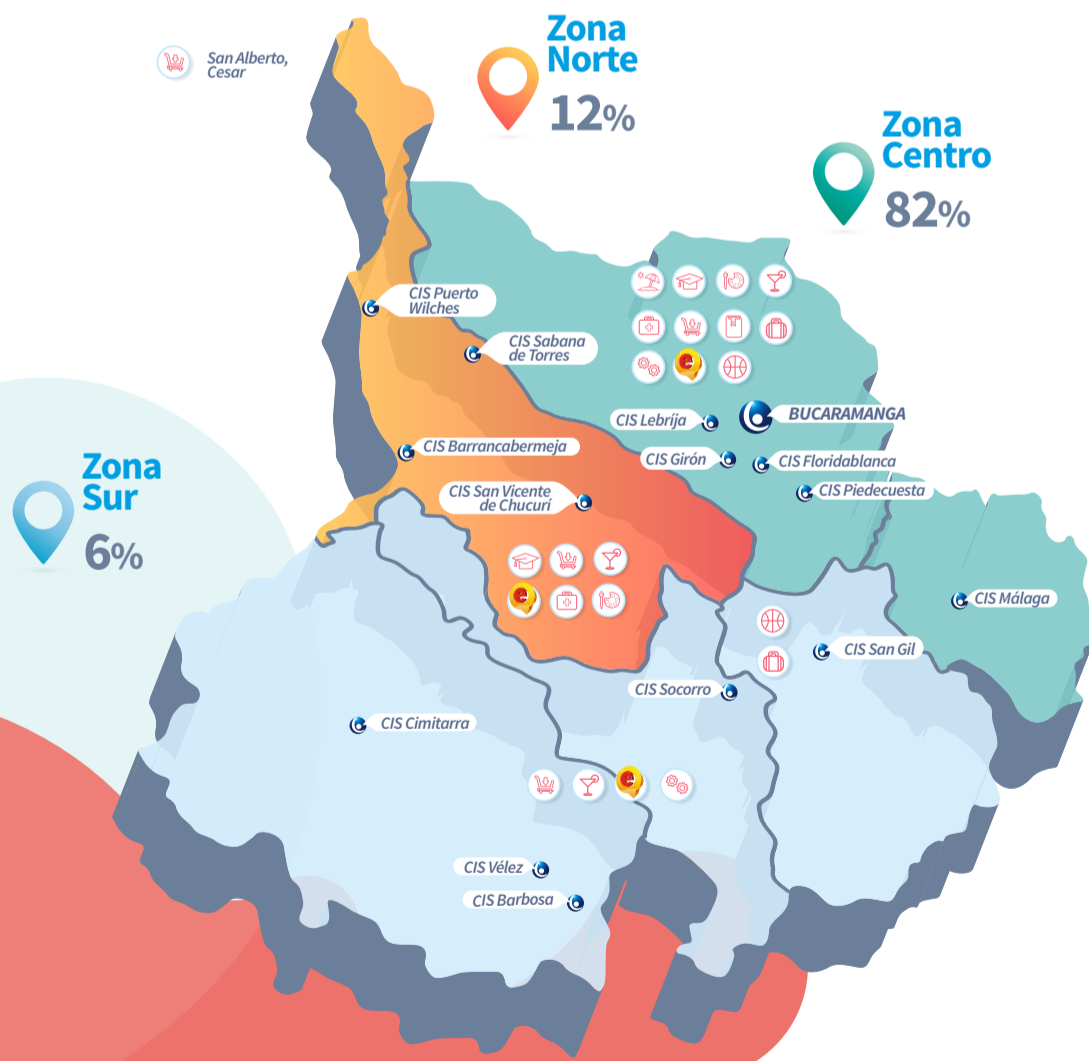 San Alberto,
Cesar
Zona
Norte
12%
Zona
Centro
82%
CIS Puerto
Wilches
CIS Sabana
de Torres
CIS Lebríja
BUCARAMANGA
CIS Barrancabermeja
CIS Girón
CIS Floridablanca
Zona
Sur
6%
CIS San Vicente
de Chucurí
CIS Piedecuesta
CIS Málaga
CIS San Gil
CIS Socorro
CIS Cimitarra
CIS Vélez
CIS Barbosa